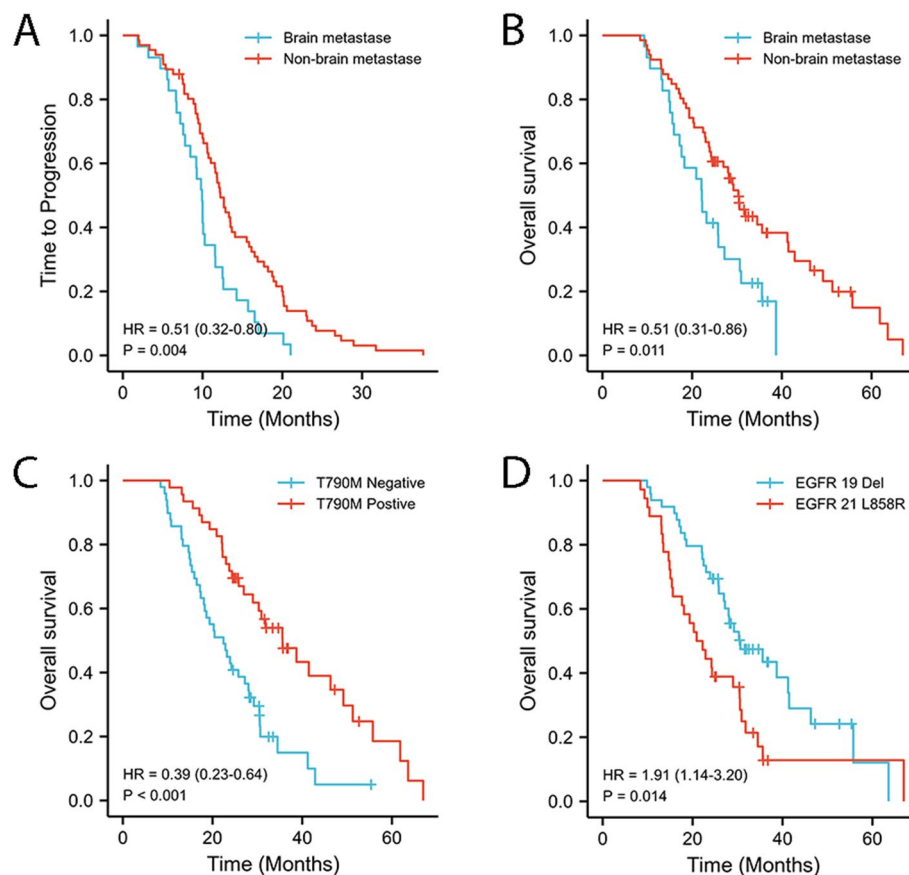 A
Brain metastase
Non-brain metastase
1.0
0.8
0.6
0.4
0.2
0.0
Time to Progression
HR = 0.51 (0.32-0.80)
P = 0.004
0 10 20 30
Time (Months)
B
Brain metastase
Non-brain metastase
1.0
0.8
0.6
0.4
0.2
0.0
Overall survival
HR = 0.51 (0.31-0.86)
P = 0.011
0 20 40 60
Time (Months)
C
T790M Negative
T790M Postive
1.0
0.8
0.6
0.4
0.2
0.0
Overall survival
HR = 0.39 (0.23-0.64)
P < 0.001
0 20 40 60
Time (Months)
D
EGFR 19 Del
EGFR 21 L858R
1.0
0.8
0.6
0.4
0.2
0.0
Overall survival
HR = 1.91 (1.14-3.20)
P = 0.014
0 20 40 60
Time (Months)